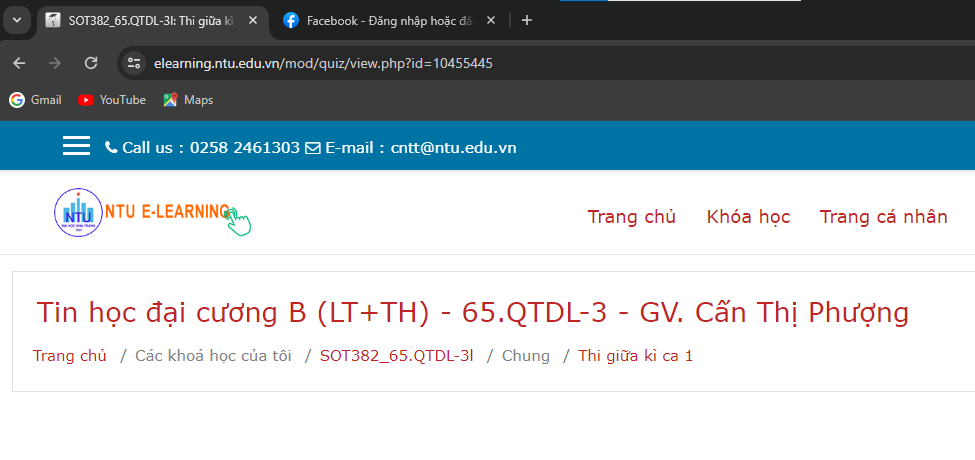 SOT382_65.QTDL-3l: Thi giữa kì
Facebook - Đăng nhập hoặc đă
elearning.ntu.edu.vn/mod/quiz/view.php?id=10455445
Gmail YouTube Maps
Call us : 0258 2461303 E-mail : cntt@ntu.edu.vn
NTU NTU E-LEARNING
Trang chủ Khóa học Trang cá nhân
Tin học đại cương B (LT+TH) - 65.QTDL-3 - GV. Cấn Thị Phượng
Trang chủ / Các khoá học của tôi / SOT382_65.QTDL-3l / Chung / Thi giữa kì ca 1